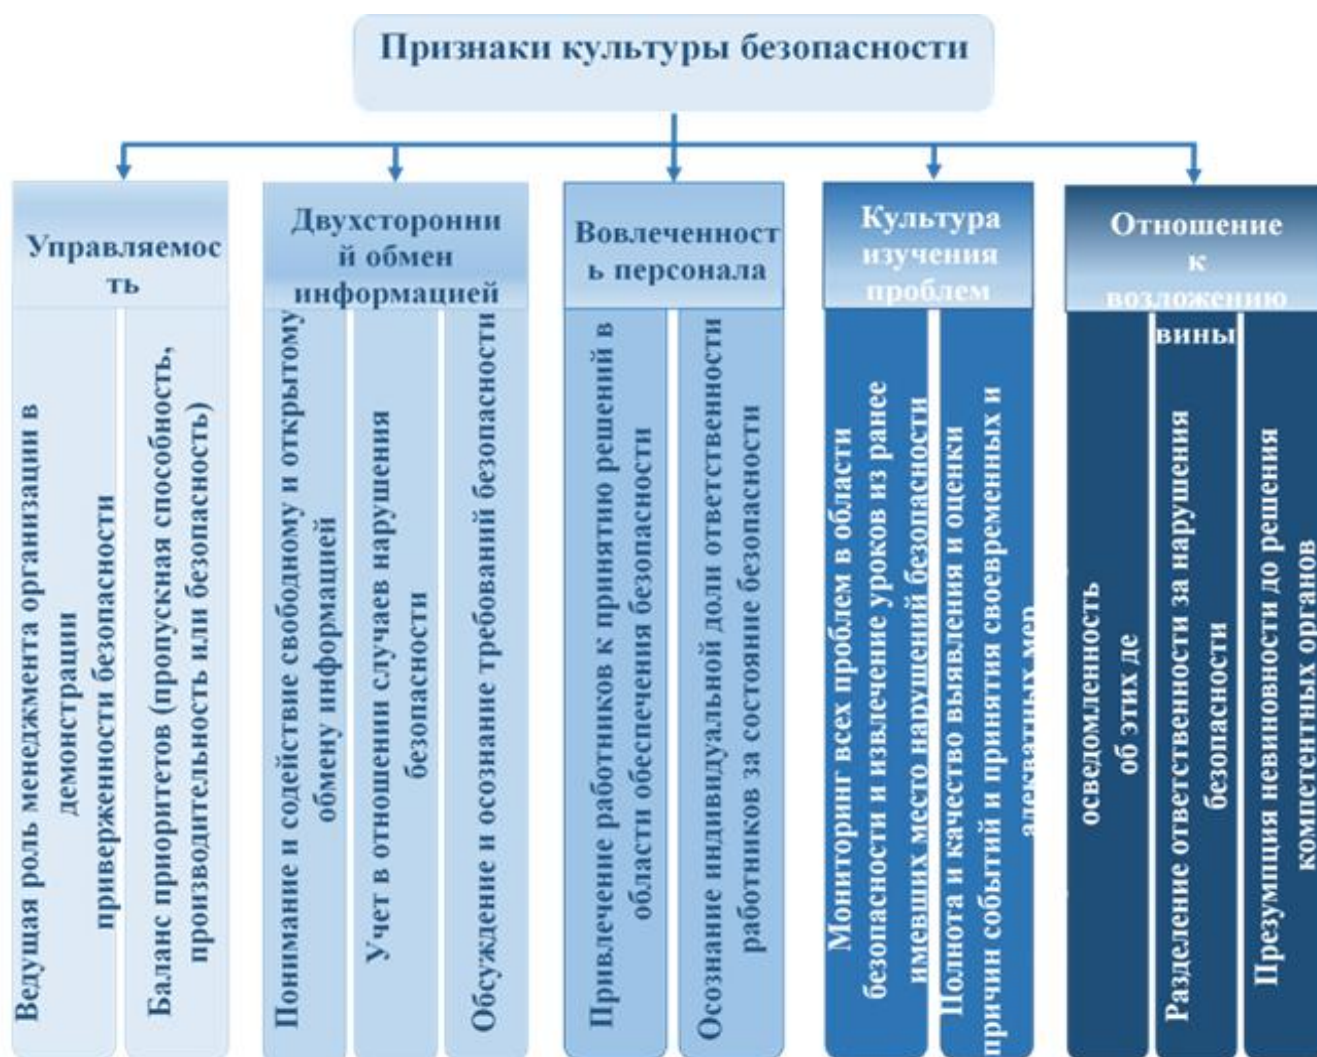 Признаки культуры безопасности
Управляемос
ть
Ведущая роль менеджмента организации в
демонстрации
приверженности безопасности
Баланс приоритетов (пропускная способность,
производительность или безопасность)
Двухсторонни
й обмен
информацией
Понимание и содействие свободному и открытому
обмену информацией
Учет в отношении случаев нарушения
безопасности
Обсуждение и осознание требований безопасности
Вовлеченност
ь персонала
Привлечение работников к принятию решений в
области обеспечения безопасности
Осознание индивидуальной доли ответственности
работников за состояние безопасности
Культура
изучения
проблем
Мониторинг всех проблем в области
безопасности и извлечение уроков из ранее
имевших место нарушений безопасности
Полнота и качество выявления и оценки
причин событий и принятия своевременных и
адекватных мер
Отношение
к
возложению
вины
осведомленность
об этих де
Разделение ответственности за нарушения
безопасности
Презумпция невиновности до решения
компетентных органов